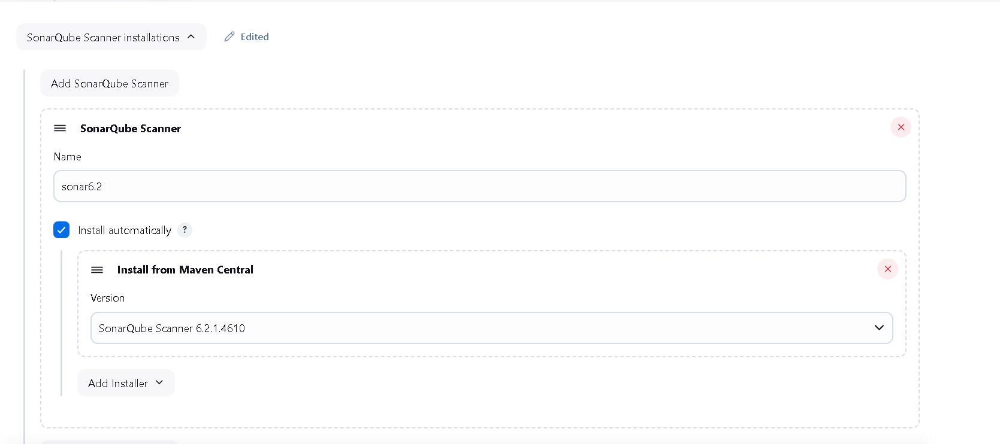 SonarQube Scanner installations
Edited
Add SonarQube Scanner
SonarQube Scanner
Name
sonar6.2
Install automatically ?
Install from Maven Central
Version
SonarQube Scanner 6.2.1.4610
Add Installer